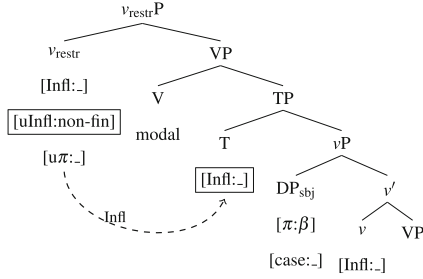 v_restrP
v_restr VP
[Infl:_] V TP
[uInfl:non-fin] modal T vP
[uπ:_] [Infl:_] DP_sbj v′
Infl [π:β] v VP
[case:_] [Infl:_]